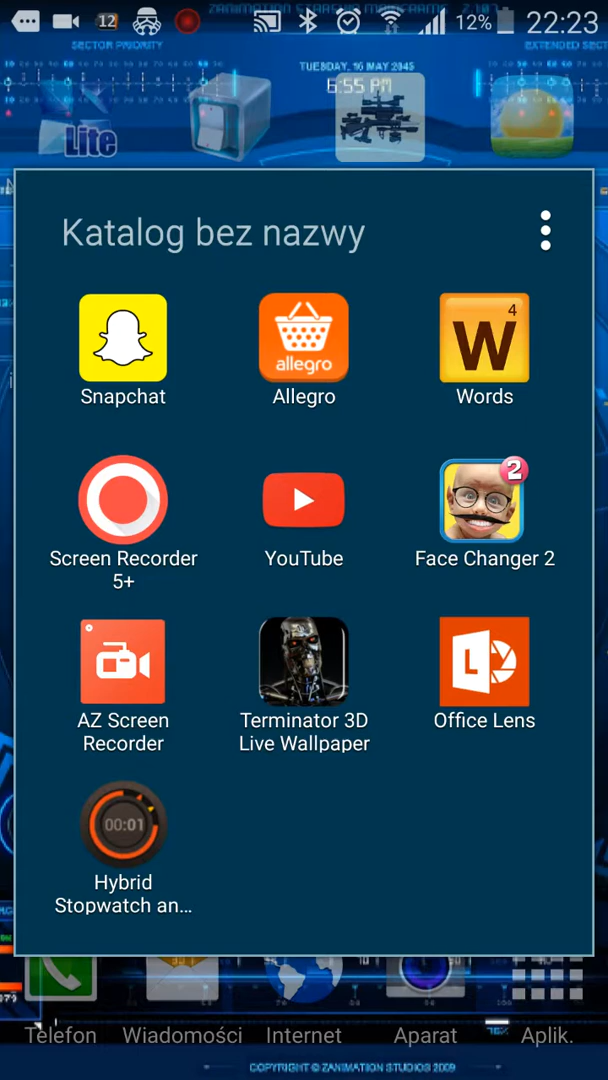 12
12%
22:23
SECTOR PRIORITY
TUESDAY, 16 MAY 2045
6:55 PM
Lite
Katalog bez nazwy
allegro
4
W
Snapchat
Allegro
Words
2
Screen Recorder
5+
YouTube
Face Changer 2
L
AZ Screen
Recorder
Terminator 3D
Live Wallpaper
Office Lens
00:01
Hybrid
Stopwatch an...
Telefon
Wiadomości
Internet
Aparat
Aplik.
COPYRIGHT © ZANIMATION STUDIOS 2009